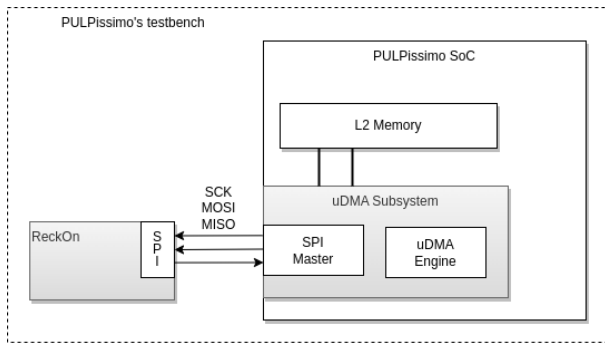 PULPissimo's testbench
PULPissimo SoC
L2 Memory
uDMA Subsystem
SCK
MOSI
MISO
ReckOn
S
P
I
SPI
Master
uDMA
Engine